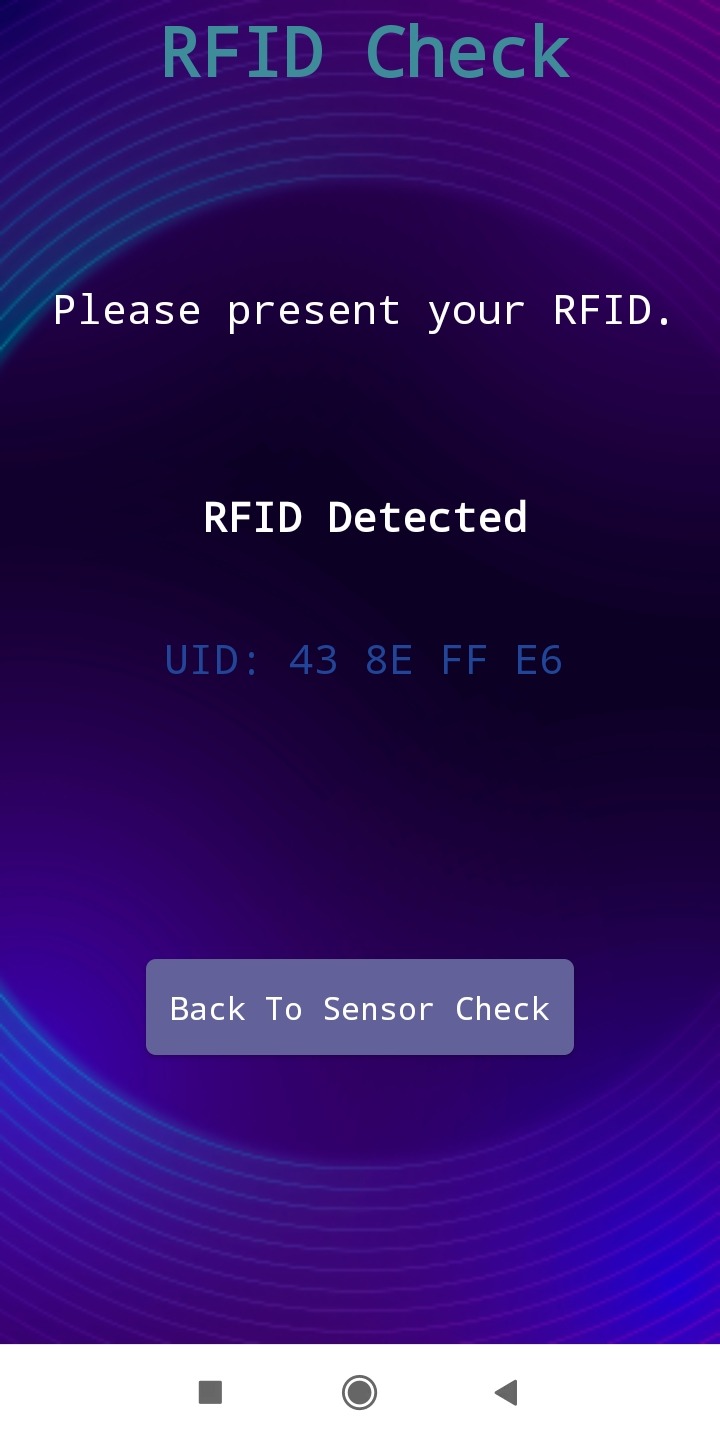 RFID Check
Please present your RFID.
RFID Detected
UID: 43 8E FF E6
Back To Sensor Check